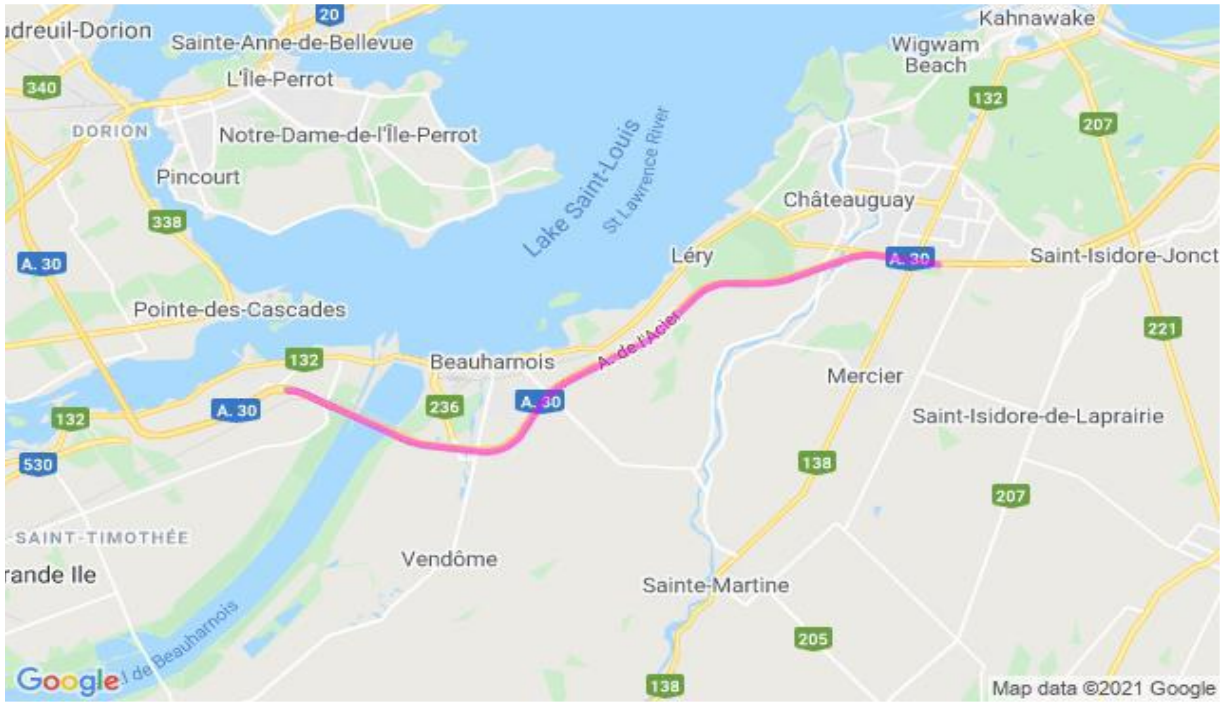 20
Kahnawake
udreuil-Dorion
Sainte-Anne-de-Bellevue
Wigwam
Beach
L'Île-Perrot
340
132
207
DORION
Notre-Dame-de-l'Île-Perrot
Pincourt
Lake Saint-Louis
St Lawrence River
Châteauguay
338
A. 30
Léry
A. 30
Saint-Isidore-Jonct
Pointe-des-Cascades
221
A. de l'Acier
132
Beauharnois
Mercier
A. 30
236
A. 30
132
Saint-Isidore-de-Laprairie
530
138
207
-SAINT-TIMOTHÉE
Vendôme
rande Ile
Sainte-Martine
205
l de Beauharnois
Google
138
Map data ©2021 Google